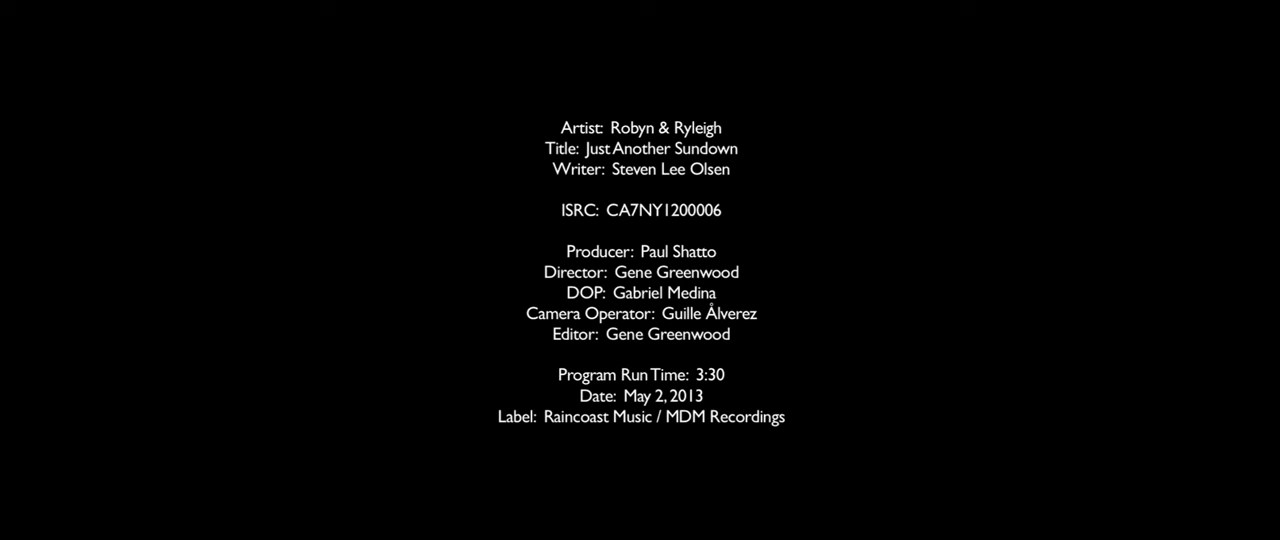 Artist: Robyn & Ryleigh
Title: Just Another Sundown
Writer: Steven Lee Olsen
ISRC: CA7NY1200006
Producer: Paul Shatto
Director: Gene Greenwood
DOP: Gabriel Medina
Camera Operator: Guille Ålverez
Editor: Gene Greenwood
Program Run Time: 3:30
Date: May 2, 2013
Label: Raincoast Music / MDM Recordings